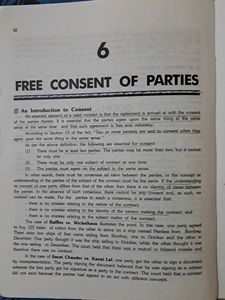 62
6
FREE CONSENT OF PARTIES
An Introduction to Consent
An essential element of a valid contract is that the agreement is arrived at with the consent
of the parties thereto. It is essential that the parties agree upon the same thing in the same
sense at the same time and that such agreement is free and voluntary.
According to Section 13 of the Act, "Two or more persons are said to consent when they
agree upon the same thing in the same sense."
As per the above definition, the following are essential for consent:
(1) There must be at least two parties. The parties may be more than two, but it cannot
be only one.
(2) There must be only one subject of contract at one time.
(3) The parties must agree on the subject in the same sense.
In other words, there must be consensus ad idem between the parties, or the concept or
understanding of the parties of the subject of the contract must be the same. If the understanding
or concept of one party differs from that of the other, then there is no identity of views between
the parties. In the absence of such consensus, there cannot be any consent and, as such, no
contract can be made. For the parties to reach a consensus, it is essential that:
there is no mistake relating to the nature of the contract.
there is no mistake relating to the identity of the person making the contract; and
there is no mistake relating to the subject matter of the contract.
The case of Raffles vs. Wichelhaus
to buy 125 bales of cotton from the other to arrive on a ship named Peerless from Bombay.
There were two ships of that name sailing from Bombay, one in October and the other in
December. One party thought it was the ship sailing in October, while the other thought it was
the one sailing in December. The court held that there was a mutual or bilateral mistake and
therefore there was no contract.
In the case of Sarat Chander vs. Kanai Lal, one party got the other to sign a document
by misrepresentation. The party signing the document believed that he was signing as a witness
whereas the first party got his signature as a party to the contract. The court held that a contract
did not exist because the parties had agreed to an act with different concepts